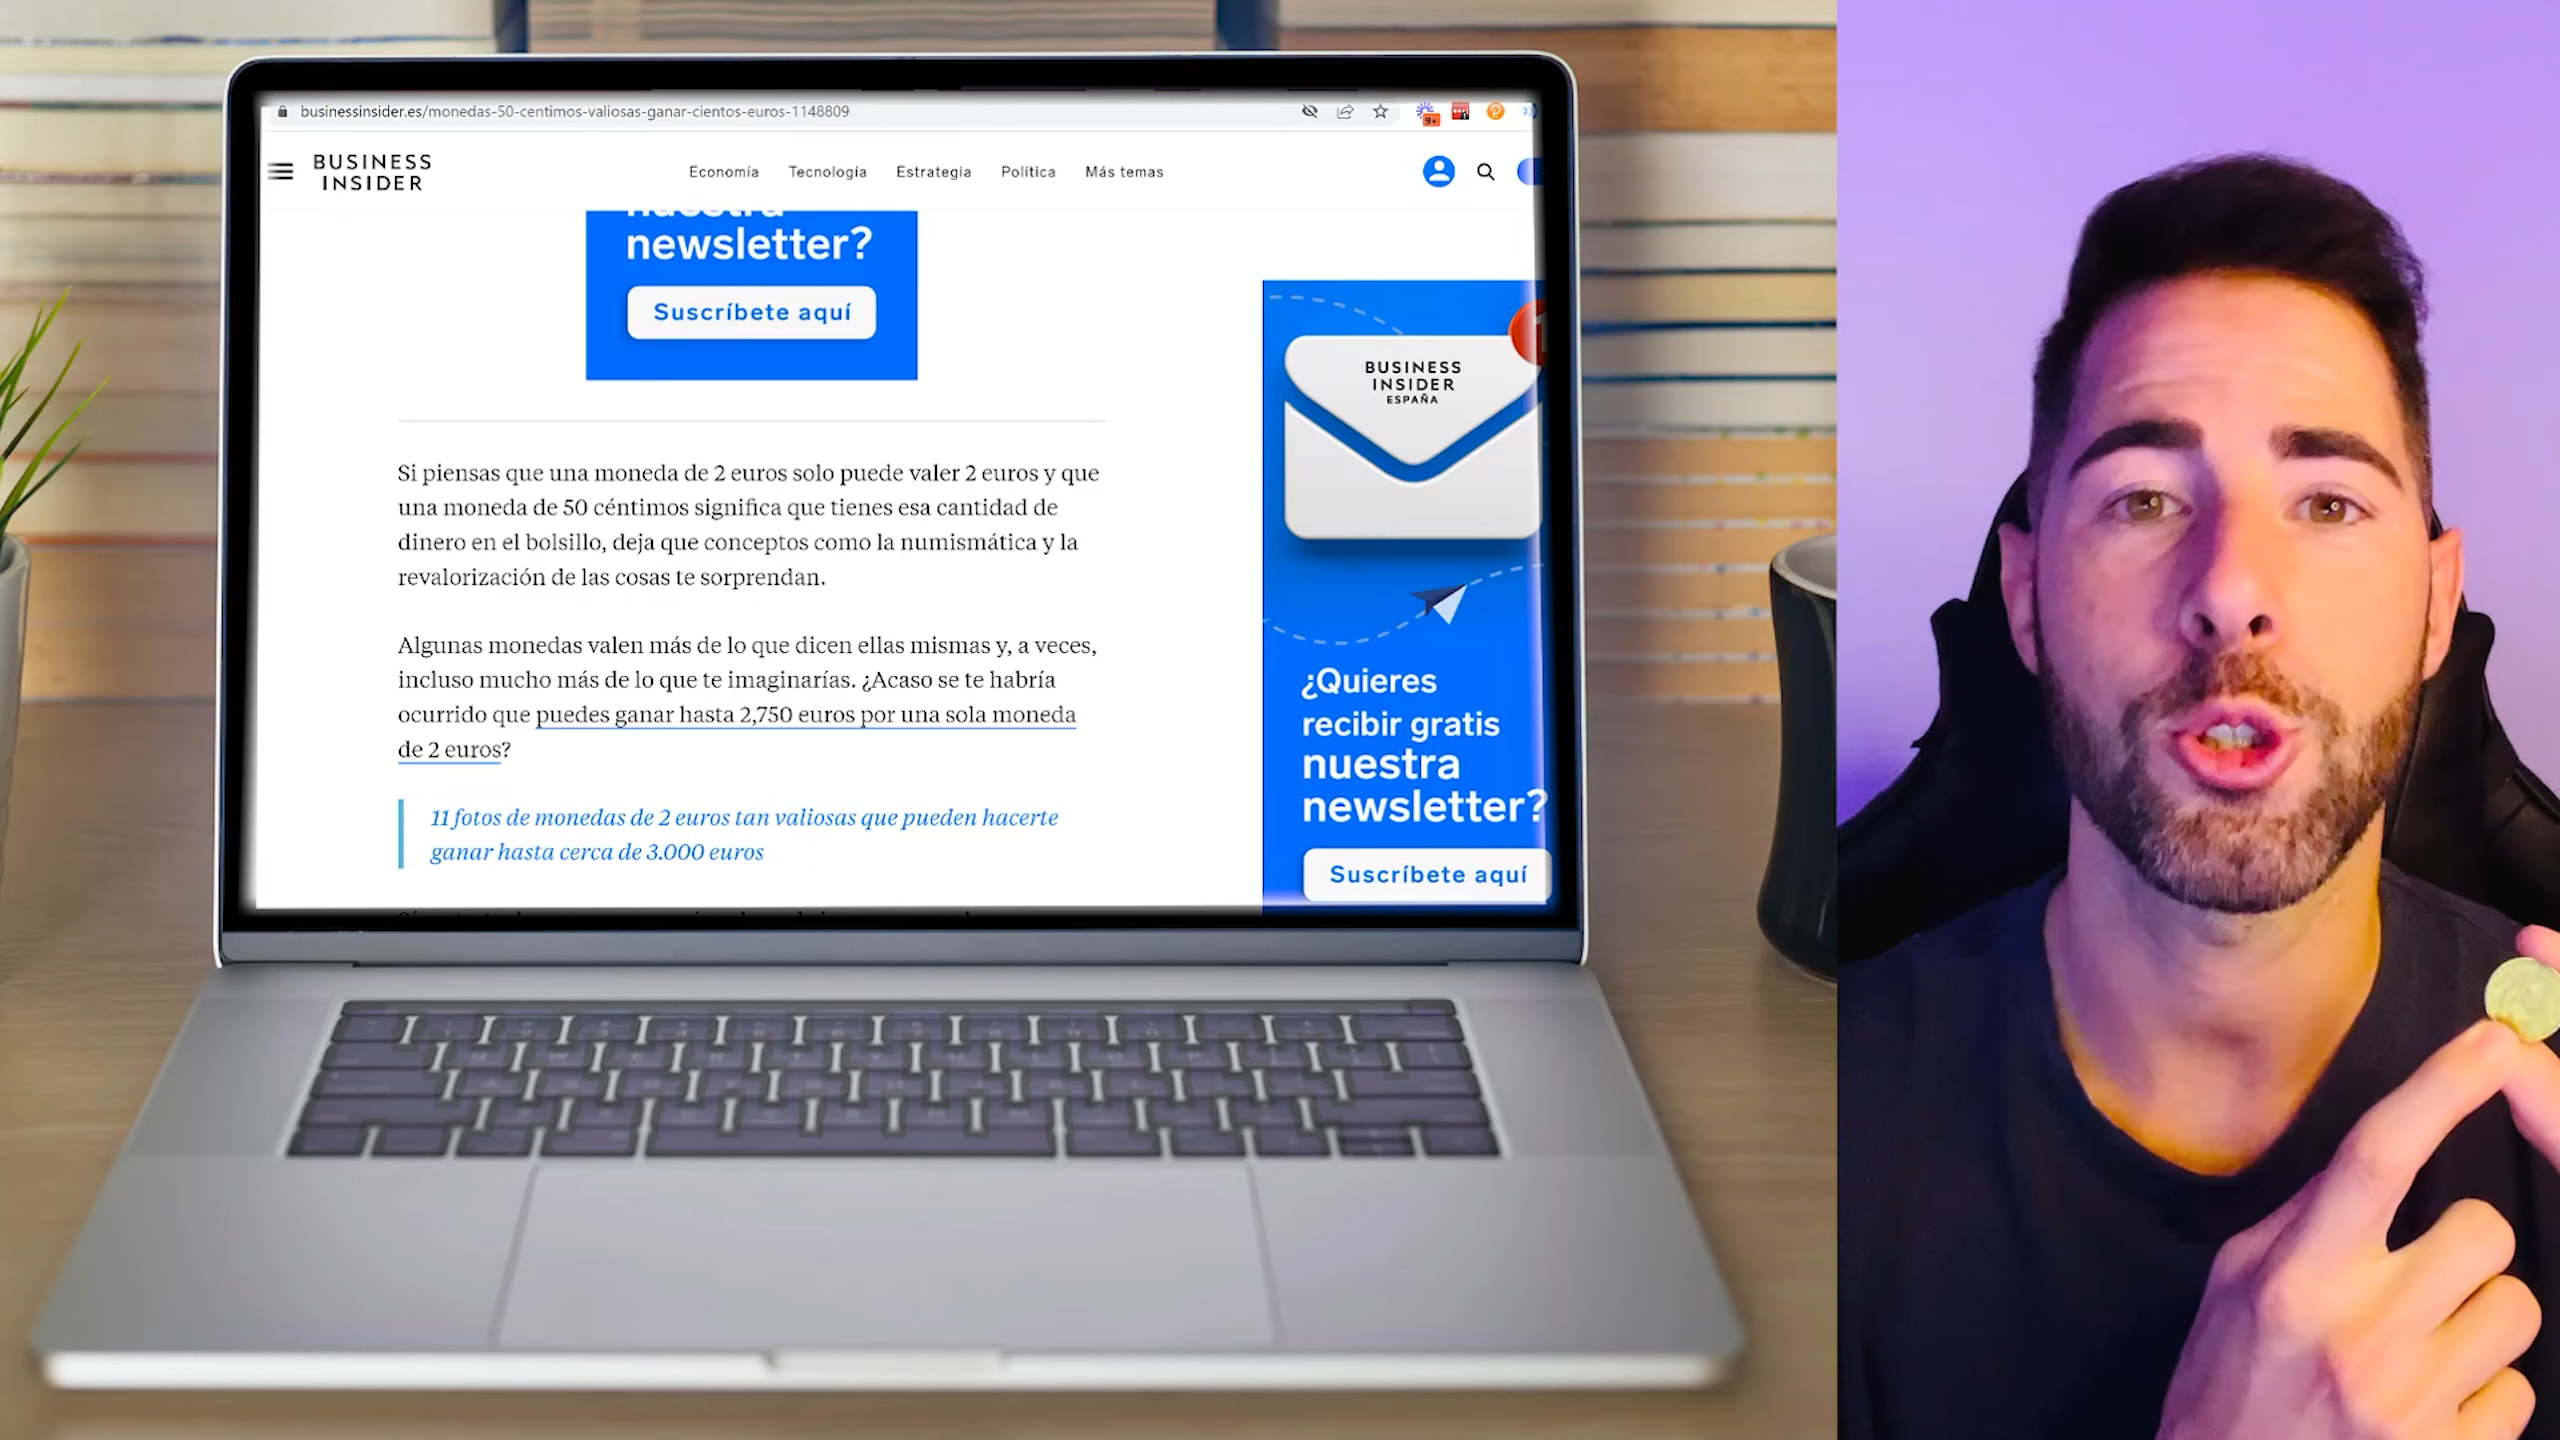 businessinsider.es/monedas-50-centimos-valiosas-ganar-cientos-euros-1148809
9+
BUSINESS
INSIDER
Economía
Tecnología
Estrategia
Política
Más temas
nuestra
newsletter?
Suscríbete aquí
Si piensas que una moneda de 2 euros solo puede valer 2 euros y que
una moneda de 50 céntimos significa que tienes esa cantidad de
dinero en el bolsillo, deja que conceptos como la numismática y la
revalorización de las cosas te sorprendan.
Algunas monedas valen más de lo que dicen ellas mismas y, a veces,
incluso mucho más de lo que te imaginarías. ¿Acaso se te habría
ocurrido que puedes ganar hasta 2,750 euros por una sola moneda
de 2 euros?
11 fotos de monedas de 2 euros tan valiosas que pueden hacerte
ganar hasta cerca de 3.000 euros
BUSINESS
INSIDER
ESPAÑA
¿Quieres
recibir gratis
nuestra
newsletter?
Suscríbete aquí